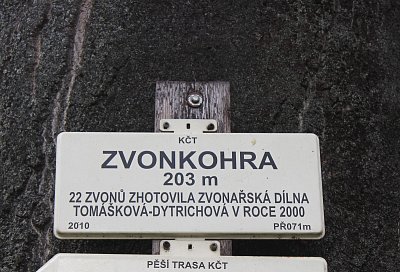 KČT
ZVONKOHRA
203 m
22 ZVONŮ ZHOTOVILA ZVONAŘSKÁ DÍLNA
TOMÁŠKOVÁ-DYTRICHOVÁ V ROCE 2000
2010 PŘ071m
PĚŠÍ TRASA KČT